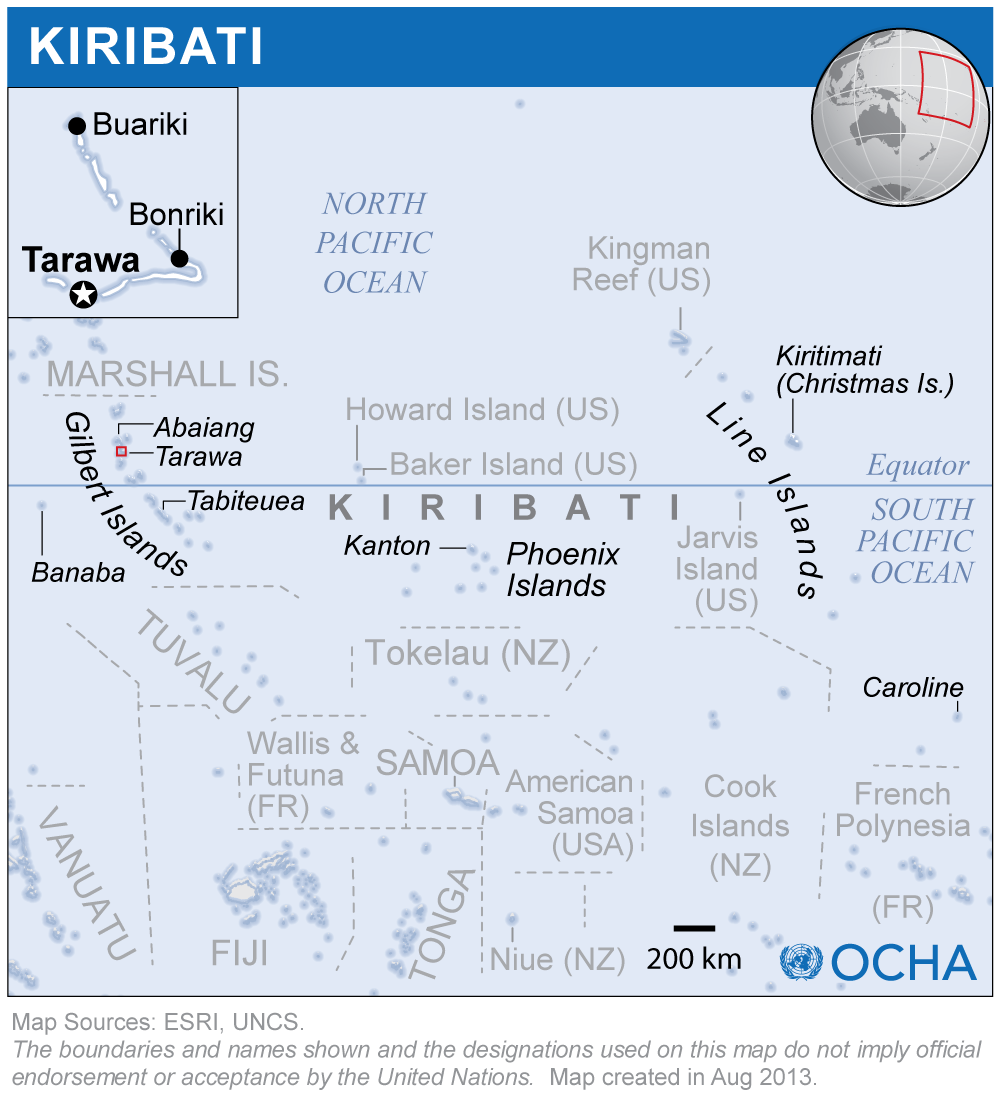 KIRIBATI
Buariki
Bonriki
Tarawa
NORTH
PACIFIC
OCEAN
Kingman
Reef (US)
MARSHALL IS.
Kiritimati
(Christmas Is.)
Howard Island (US)
Line Islands
Gilbert Islands
Abaiang
Tarawa
Baker Island (US)
Equator
Tabiteuea
KIRIBATI
SOUTH
PACIFIC
OCEAN
Kanton
Phoenix
Islands
Jarvis
Island
(US)
Banaba
TUVALU
Tokelau (NZ)
Caroline
Wallis &
Futuna
(FR)
SAMOA
American
Samoa
(USA)
Cook
Islands
(NZ)
French
Polynesia
(FR)
VANUATU
FIJI
TONGA
Niue (NZ)
200 km
OCHA
Map Sources: ESRI, UNCS.
The boundaries and names shown and the designations used on this map do not imply official
endorsement or acceptance by the United Nations. Map created in Aug 2013.